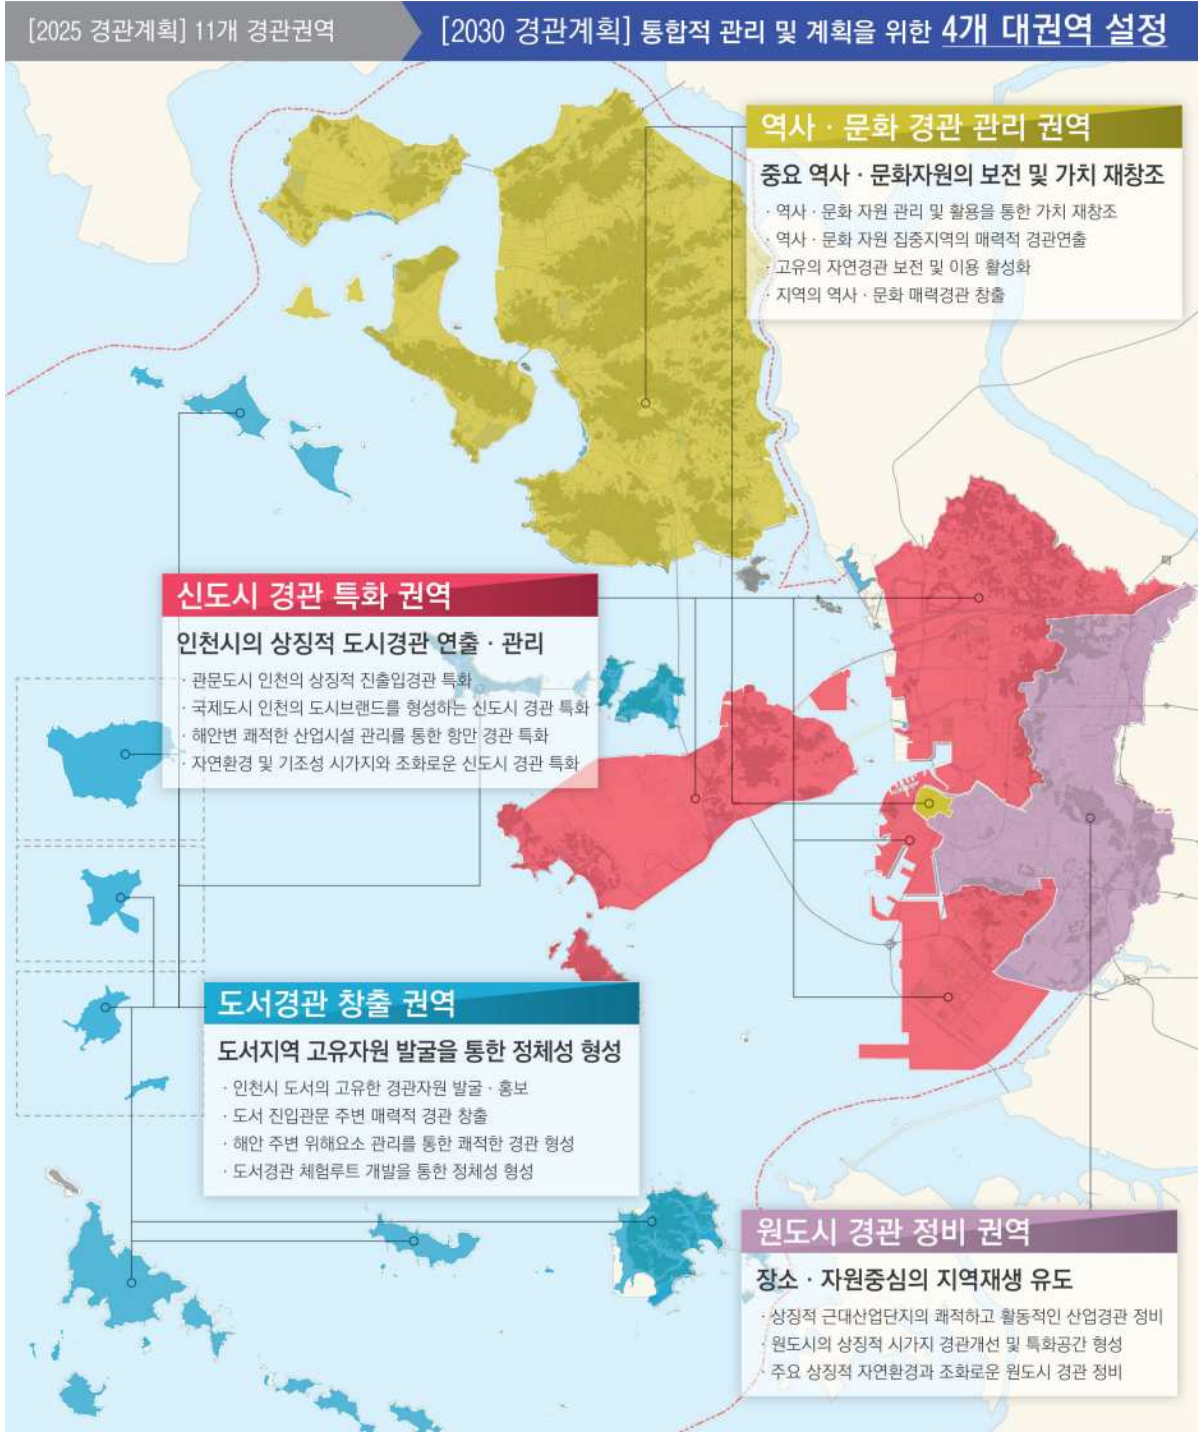 [2025 경관계획] 11개 경관권역
[2030 경관계획] 통합적 관리 및 계획을 위한 4개 대권역 설정
역사 · 문화 경관 관리 권역
중요 역사 · 문화자원의 보전 및 가치 재창조
· 역사 · 문화 자원 관리 및 활용을 통한 가치 재창조
· 역사 · 문화 자원 집중지역의 매력적 경관연출
· 고유의 자연경관 보전 및 이용 활성화
· 지역의 역사 · 문화 매력경관 창출
신도시 경관 특화 권역
인천시의 상징적 도시경관 연출 · 관리
· 관문도시 인천의 상징적 진출입경관 특화
· 국제도시 인천의 도시브랜드를 형성하는 신도시 경관 특화
· 해안변 쾌적한 산업시설 관리를 통한 항만 경관 특화
· 자연환경 및 기조성 시가지와 조화로운 신도시 경관 특화
도서경관 창출 권역
도서지역 고유자원 발굴을 통한 정체성 형성
· 인천시 도서의 고유한 경관자원 발굴 · 홍보
· 도서 진입관문 주변 매력적 경관 창출
· 해안 주변 위해요소 관리를 통한 쾌적한 경관 형성
· 도서경관 체험루트 개발을 통한 정체성 형성
원도시 경관 정비 권역
장소 · 자원중심의 지역재생 유도
· 상징적 근대산업단지의 쾌적하고 활동적인 산업경관 정비
· 원도시의 상징적 시가지 경관개선 및 특화공간 형성
· 주요 상징적 자연환경과 조화로운 원도시 경관 정비